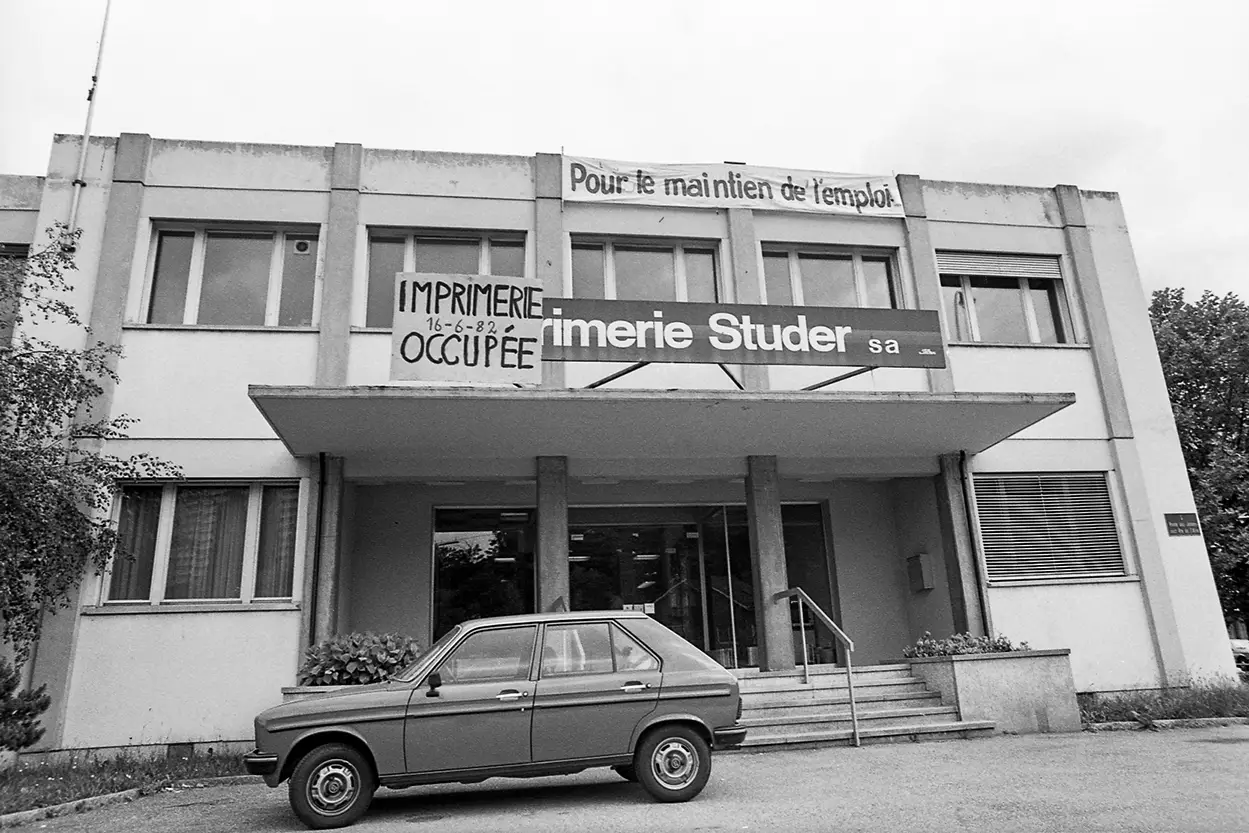 Pour le maintien de l'emploi
IMPRIMERIE
16-6-82
OCCUPÉE
rimerie Studer sa